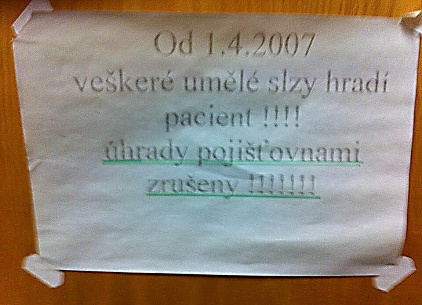 Od 1.4.2007
veškeré umělé slzy hradí
pacient !!!!
úhrady pojišťovnami
zrušeny !!!!!!!